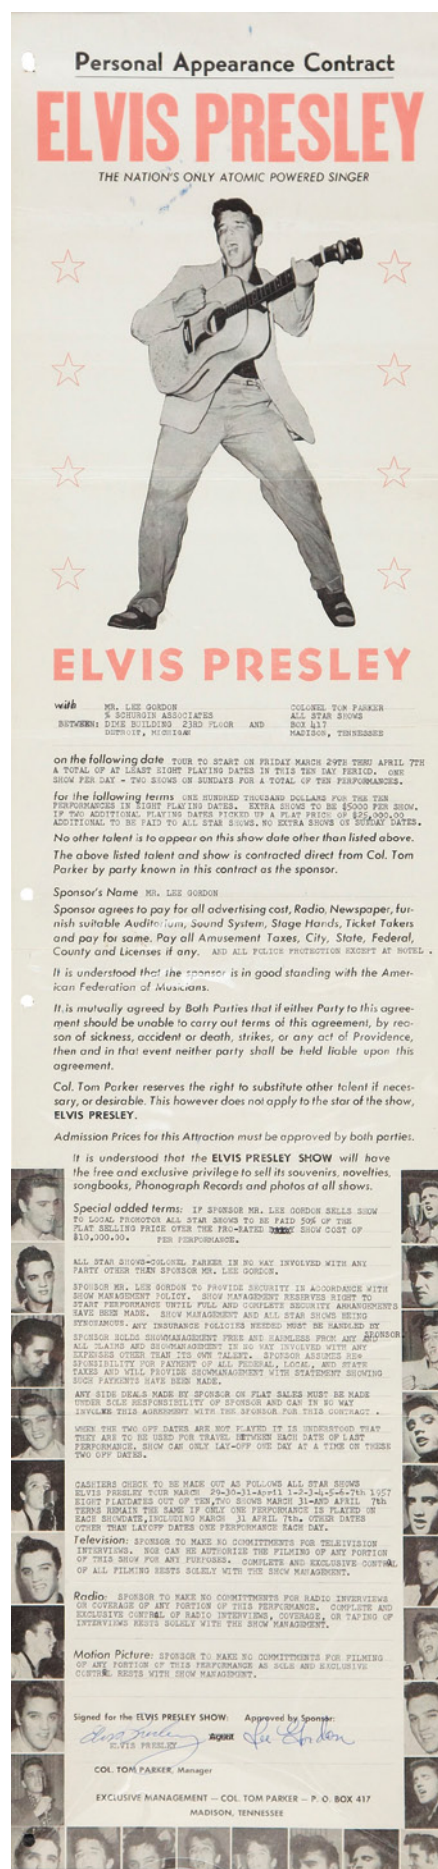 Personal Appearance Contract
ELVIS PRESLEY
THE NATION'S ONLY ATOMIC POWERED SINGER
ELVIS PRESLEY
with MR. LEE GORDON COLONEL TOM PARKER
% SCHURGIN ASSOCIATES ALL STAR SHOWS
BETWEEN: DIME BUILDING 23RD FLOOR AND BOX 417
DETROIT, MICHIGAN MADISON, TENNESSEE
on the following date TOUR TO START ON FRIDAY MARCH 29TH THRU APRIL 7TH
A TOTAL OF AT LEAST EIGHT PLAYING DATES IN THIS TEN DAY PERIOD. ONE
SHOW PER DAY - TWO SHOWS ON SUNDAYS FOR A TOTAL OF TEN PERFORMANCES.
for the following terms ONE HUNDRED THOUSAND DOLLARS FOR THE TEN
PERFORMANCES IN EIGHT PLAYING DATES. EXTRA SHOWS TO BE $5000 PER SHOW.
IF TWO ADDITIONAL PLAYING DATES PICKED UP A FLAT PRICE OF $25,000.00
ADDITIONAL TO BE PAID TO ALL STAR SHOWS. NO EXTRA SHOWS ON SUNDAY DATES.
No other talent is to appear on this show date other than listed above.
The above listed talent and show is contracted direct from Col. Tom
Parker by party known in this contract as the sponsor.
Sponsor's Name MR. LEE GORDON
Sponsor agrees to pay for all advertising cost, Radio, Newspaper, fur-
nish suitable Auditorium, Sound System, Stage Hands, Ticket Takers
and pay for same. Pay all Amusement Taxes, City, State, Federal,
County and Licenses if any. AND ALL POLICE PROTECTION EXCEPT AT HOTEL.
It is understood that the sponsor is in good standing with the Amer-
ican Federation of Musicians.
It is mutually agreed by Both Parties that if either Party to this agree-
ment should be unable to carry out terms of this agreement, by rea-
son of sickness, accident or death, strikes, or any act of Providence,
then and in that event neither party shall be held liable upon this
agreement.
Col. Tom Parker reserves the right to substitute other talent if neces-
sary, or desirable. This however does not apply to the star of the show,
ELVIS PRESLEY.
Admission Prices for this Attraction must be approved by both parties.
It is understood that the ELVIS PRESLEY SHOW will have
the free and exclusive privilege to sell its souvenirs, novelties,
songbooks, Phonograph Records and photos at all shows.
Special added terms: IF SPONSOR MR. LEE GORDON SELLS SHOW
TO LOCAL PROMOTOR ALL STAR SHOWS TO BE PAID 50% OF THE
FLAT SELLING PRICE OVER THE PRO-RATED SHOW COST OF
$10,000.00. PER PERFORMANCE.
ALL STAR SHOWS-COLONEL PARKER IN NO WAY INVOLVED WITH ANY
PARTY OTHER THAN SPONSOR MR. LEE GORDON.
SPONSOR MR. LEE GORDON TO PROVIDE SECURITY IN ACCORDANCE WITH
SHOW MANAGEMENT POLICY. SHOW MANAGEMENT RESERVES RIGHT TO
START PERFORMANCE UNTIL FULL AND COMPLETE SECURITY ARRANGMENTS
HAVE BEEN MADE. SHOW MANAGEMENT AND ALL STAR SHOWS BEING
SYNONAMOUS. ANY INSURANCE POLICIES NEEDED MUST BE HANDLED BY
SPONSOR.
SPONSOR HOLDS SHOWMANAGEMENT FREE AND HARMLESS FROM ANY AND
ALL CLAIMS AND SHOWMANAGEMENT IN NO WAY INVOLVED WITH ANY
EXPENSES OTHER THAN ITS OWN TALENT. SPONSOR ASSUMES RE-
SPONSIBILITY FOR PAYMENT OF ALL FEDERAL, LOCAL, AND STATE
TAXES AND WILL PROVIDE SHOWMANAGEMENT WITH STATEMENT SHOWING
SUCH PAYMENTS HAVE BEEN MADE.
ANY SIDE DEALS MADE BY SPONSOR ON FLAT SALES MUST BE MADE
UNDER SOLE RESPONSIBILITY OF SPONSOR AND CAN IN NO WAY
INVOLVE THIS AGREEMENT WITH THE SPONSOR FOR THIS CONTRACT .
WHEN THE TWO OFF DATES ARE NOT PLAYED IT IS UNDERSTOOD THAT
THEY ARE TO BE USED FOR TRAVEL BETWEEN EACH DATE OF LAST
PERFORMANCE. SHOW CAN ONLY LAY-OFF ONE DAY AT A TIME ON THESE
TWO OFF DATES.
CASHIERS CHECK TO BE MADE OUT AS FOLLOWS ALL STAR SHOWS
ELVIS PRESLEY TOUR MARCH 29-30-31-April 1-2-3-4-5-6-7th 1957
EIGHT PLAYDATES OUT OF TEN,TWO SHOWS MARCH 31-AND APRIL 7th
TERMS REMAIN THE SAME IF ONLY ONE PERFORMANCE IS PLAYED ON
EACH SHOWDATE,INCLUDING MARCH 31 APRIL 7th. OTHER DATES
OTHER THAN LAYOFF DATES ONE PERFORMANCE EACH DAY.
Television: SPONSOR TO MAKE NO COMMITTMENTS FOR TELEIVISION
INTERVIEWS. NOR CAN HE AUTHORIZE THE FILMING OF ANY PORTION
OF THIS SHOW FOR ANY PURPOSES. COMPLETE AND EXCLUSIVE CONTROL
OF ALL FILMING RESTS SOLELY WITH THE SHOW MANAGEMENT.
Radio: SPONSOR TO MAKE NO COMMITTMENTS FOR RADIO INVERVIEWS
OR COVERAGE OF ANY PORTION OF THIS PERFORMANCE. COMPLETE AND
EXCLUSIVE CONTROL OF RADIO INTERVIEWS, COVERAGE, OR TAPING OF
INTERVIEWS RESTS SOLELY WITH THE SHOW MANAGEMENT.
Motion Picture: SPONSOR TO MAKE NO COMMITTMENTS FOR FILMING
OF ANY PORTION OF THIS PERFORMANCE AS SOLE AND EXCLUSIVE
CONTROL RESTS WITH SHOW MANAGEMENT.
Signed for the ELVIS PRESLEY SHOW: Approved by Sponsor:
Elvis Presley Agent Lee Gordon
ELVIS PRESLEY
COL. TOM PARKER, Manager
EXCLUSIVE MANAGEMENT — COL. TOM PARKER — P. O. BOX 417
MADISON, TENNESSEE